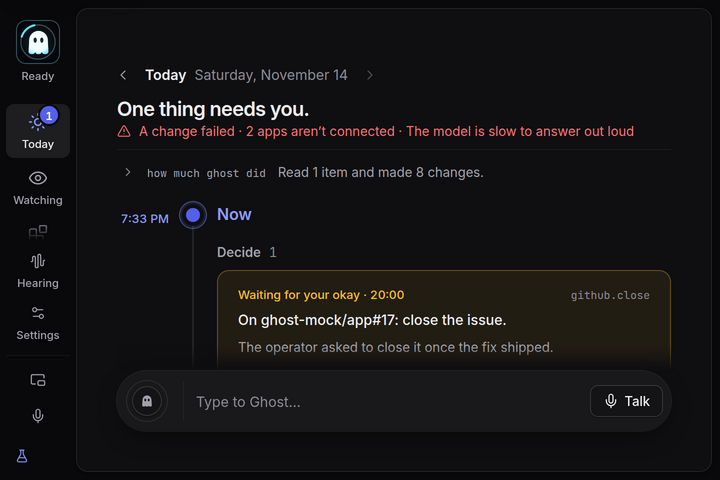 Ready
1
Today
Watching
Hearing
Settings
Today Saturday, November 14
One thing needs you.
A change failed · 2 apps aren’t connected · The model is slow to answer out loud
how much ghost did Read 1 item and made 8 changes.
7:33 PM Now
Decide 1
Waiting for your okay · 20:00 github.close
On ghost-mock/app#17: close the issue.
The operator asked to close it once the fix shipped.
Type to Ghost...
Talk